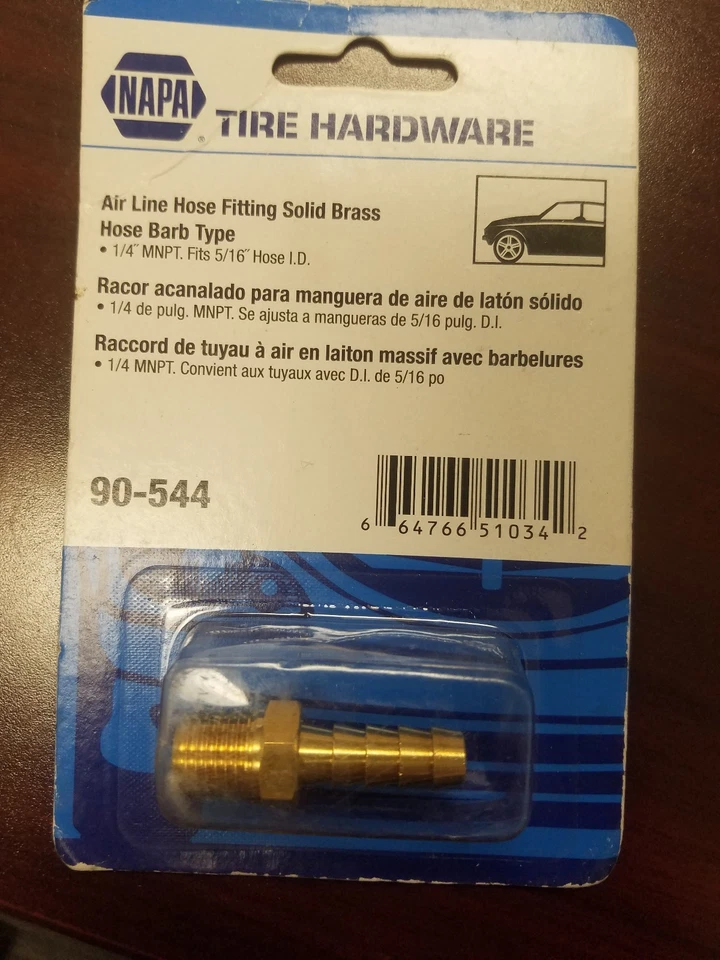 NAPA
®
TIRE HARDWARE
Air Line Hose Fitting Solid Brass
Hose Barb Type
• 1/4″ MNPT. Fits 5/16″ Hose I.D.
Racor acanalado para manguera de aire de latón sólido
• 1/4 de pulg. MNPT. Se ajusta a mangueras de 5/16 pulg. D.I.
Raccord de tuyau à air en laiton massif avec barbelures
• 1/4 MNPT. Convient aux tuyaux avec D.I. de 5/16 po
90-544
6 64766 51034 2